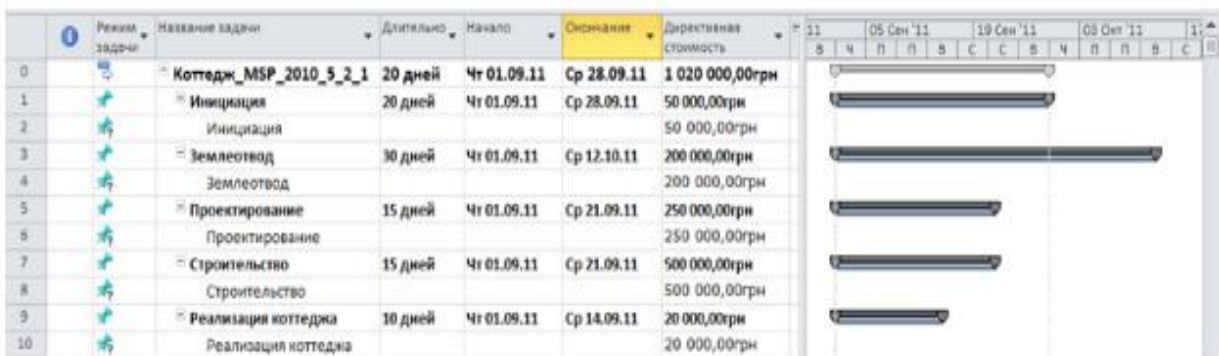 Режим задачи Название задачи Длительно Начало Окончание Директивная стоимость 11 05 Сен '11 19 Сен '11 03 Окт '11 17
В Ч П П В С С В Ч П П В С
0 Коттедж_MSP_2010_5_2_1 20 дней Чт 01.09.11 Ср 28.09.11 1 020 000,00грн
1 Инициация 20 дней Чт 01.09.11 Ср 28.09.11 50 000,00грн
2 Инициация 50 000,00грн
3 Землеотвод 30 дней Чт 01.09.11 Ср 12.10.11 200 000,00грн
4 Землеотвод 200 000,00грн
5 Проектирование 15 дней Чт 01.09.11 Ср 21.09.11 250 000,00грн
6 Проектирование 250 000,00грн
7 Строительство 15 дней Чт 01.09.11 Ср 21.09.11 500 000,00грн
8 Строительство 500 000,00грн
9 Реализация коттеджа 10 дней Чт 01.09.11 Ср 14.09.11 20 000,00грн
10 Реализация коттеджа 20 000,00грн